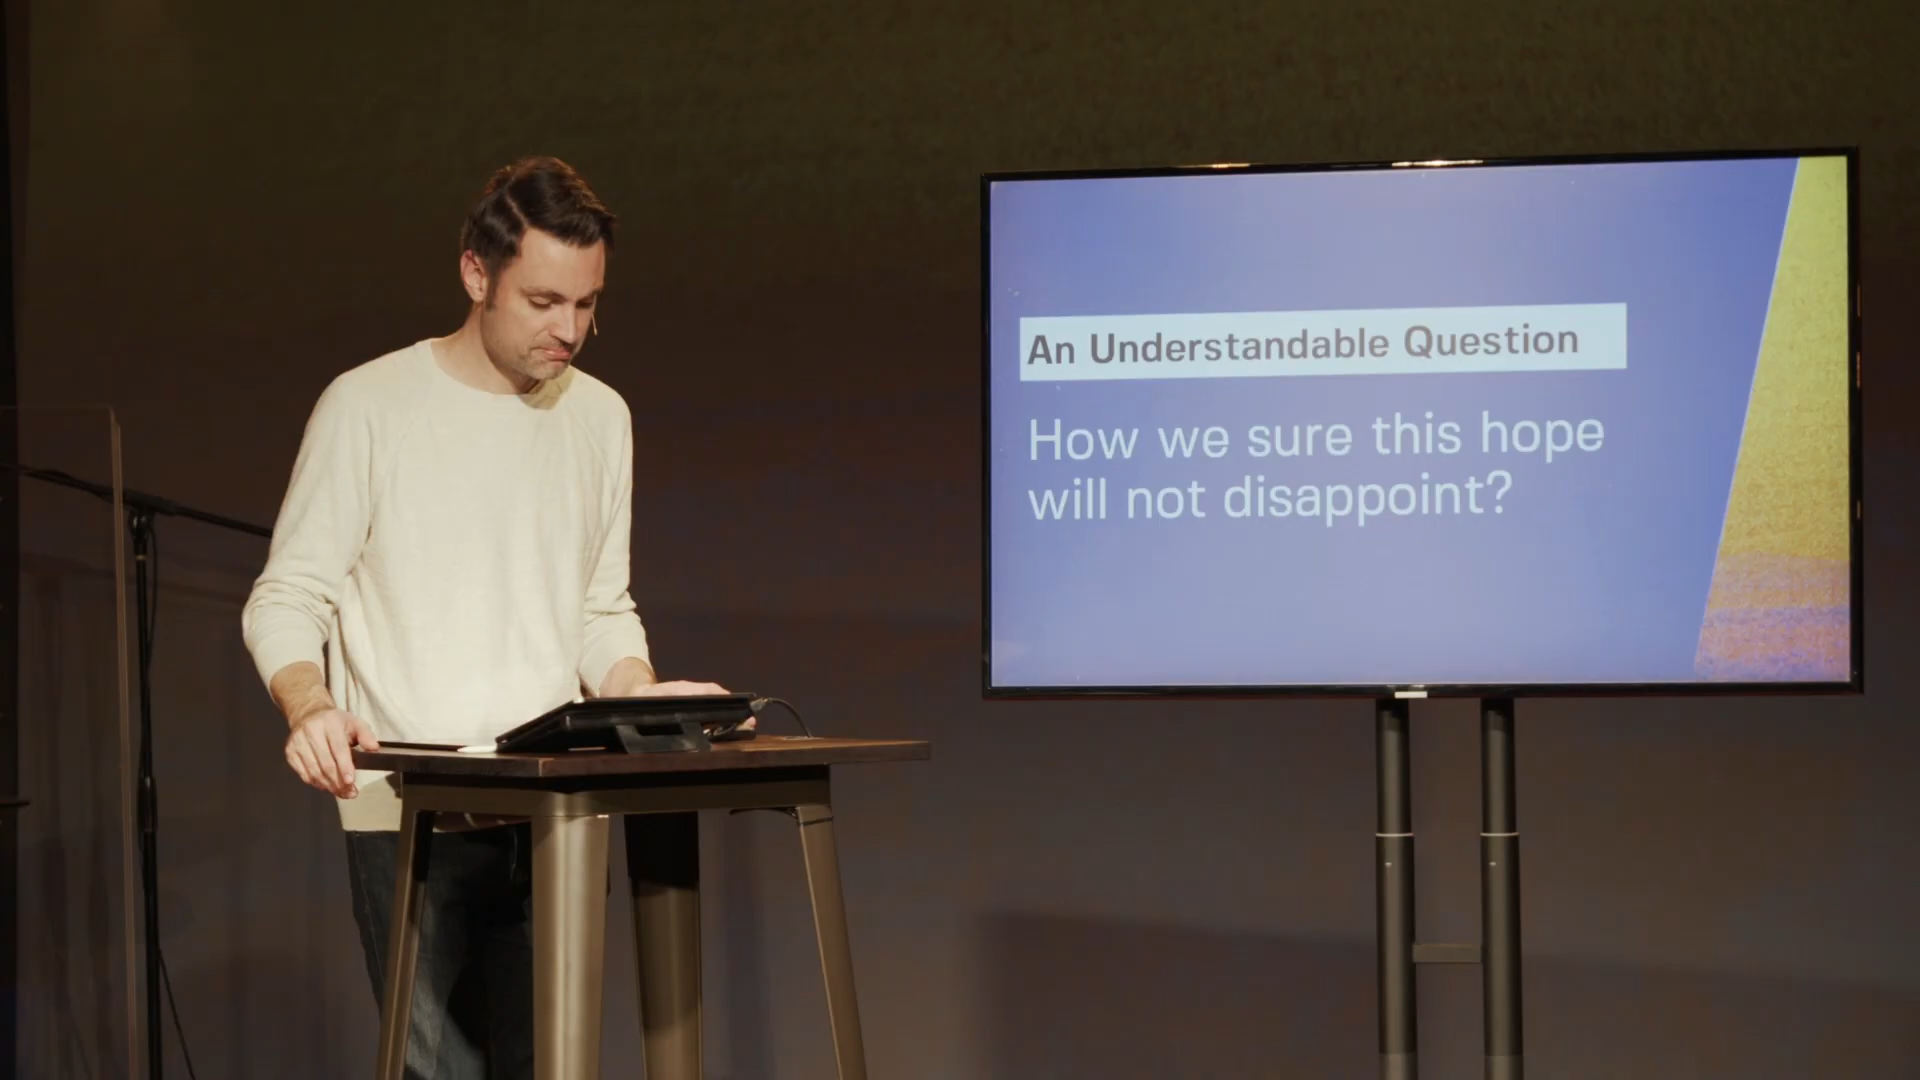 An Understandable Question
How we sure this hope
will not disappoint?